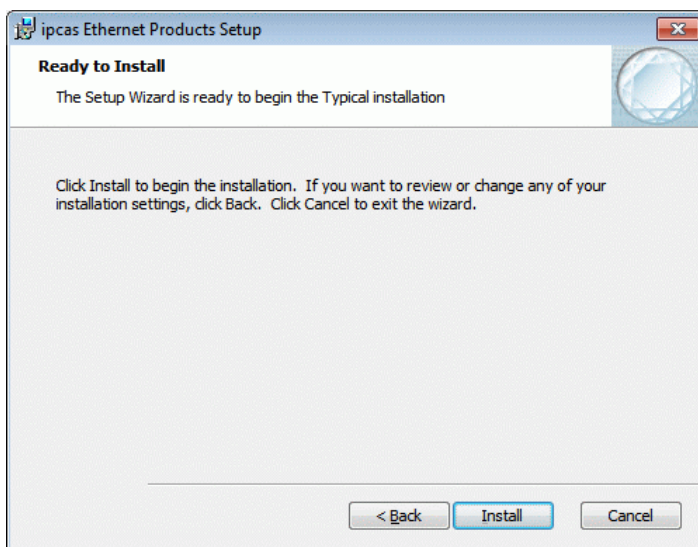 ipcas Ethernet Products Setup
Ready to Install
The Setup Wizard is ready to begin the Typical installation
Click Install to begin the installation.  If you want to review or change any of your
installation settings, click Back.  Click Cancel to exit the wizard.
< Back
Install
Cancel